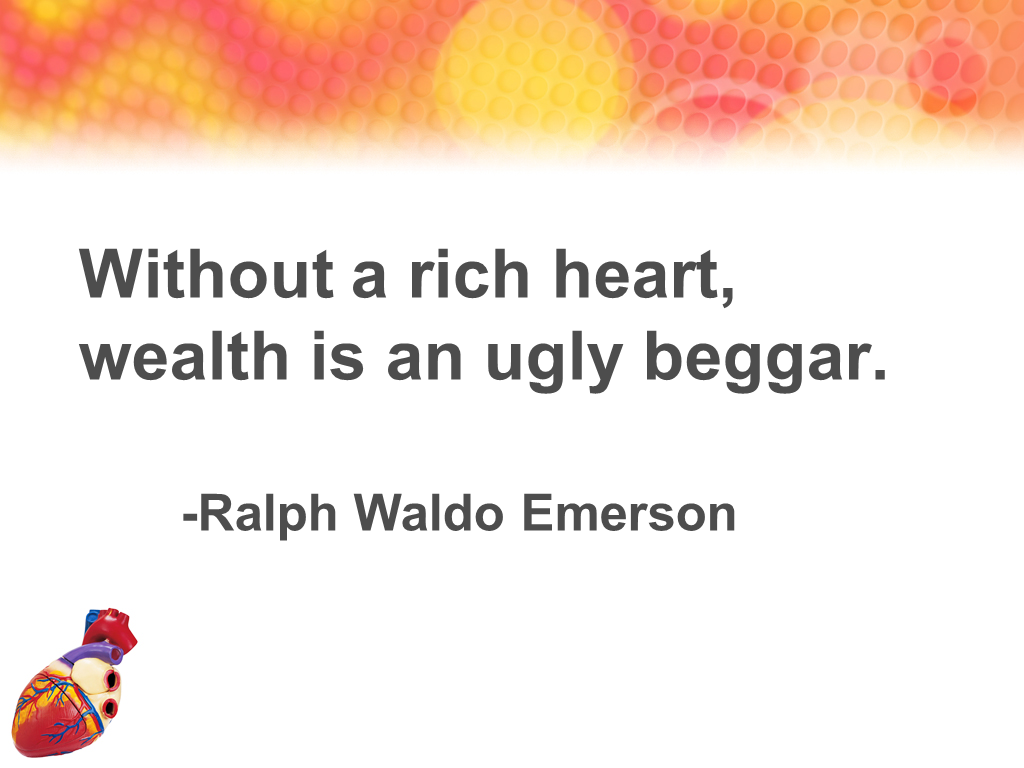 Without a rich heart,
wealth is an ugly beggar.
-Ralph Waldo Emerson